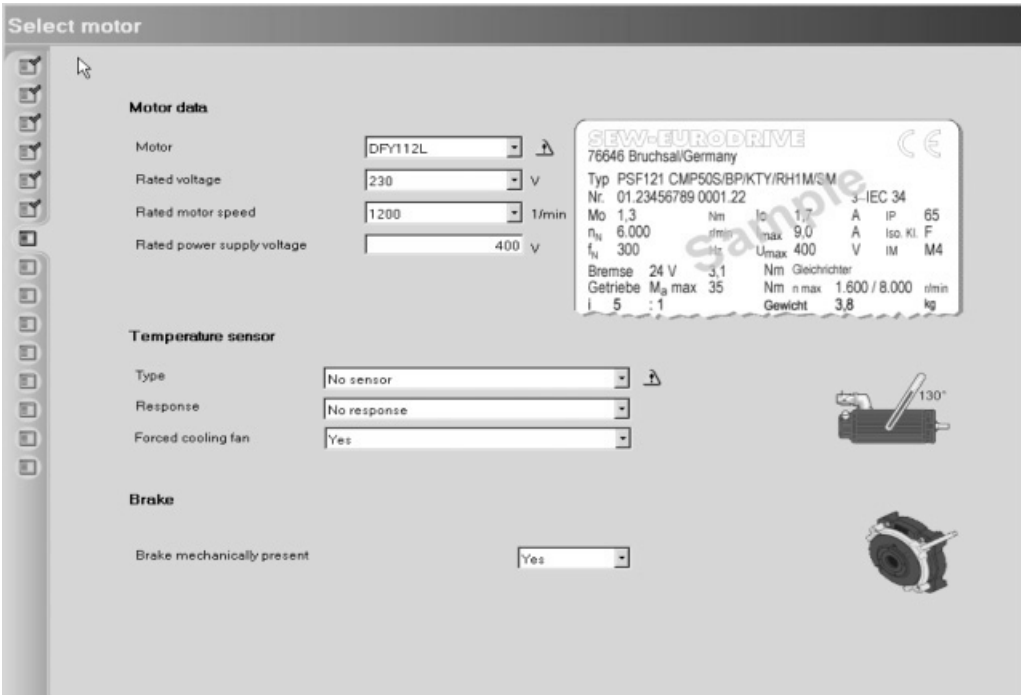 Select motor
Motor data
Motor DFY112L
Rated voltage 230 V
Rated motor speed 1200 1/min
Rated power supply voltage 400 V
SEW-EURODRIVE CE
76646 Bruchsal/Germany
Typ PSF121 CMP50S/BP/KTY/RH1M/SM
Nr. 01.23456789 0001.22 3~IEC 34
Mo 1,3 Nm Io 1,7 A IP 65
nN 6.000 r/min Imax 9,0 A Iso. Kl. F
fN 300 Hz Umax 400 V IM M4
Bremse 24 V 3,1 Nm Gleichrichter
Getriebe Ma max 35 Nm n max 1.600 / 8.000 r/min
i 5 :1 Gewicht 3,8 kg
Sample
Temperature sensor
Type No sensor
Response No response
130°
Forced cooling fan Yes
Brake
Brake mechanically present Yes